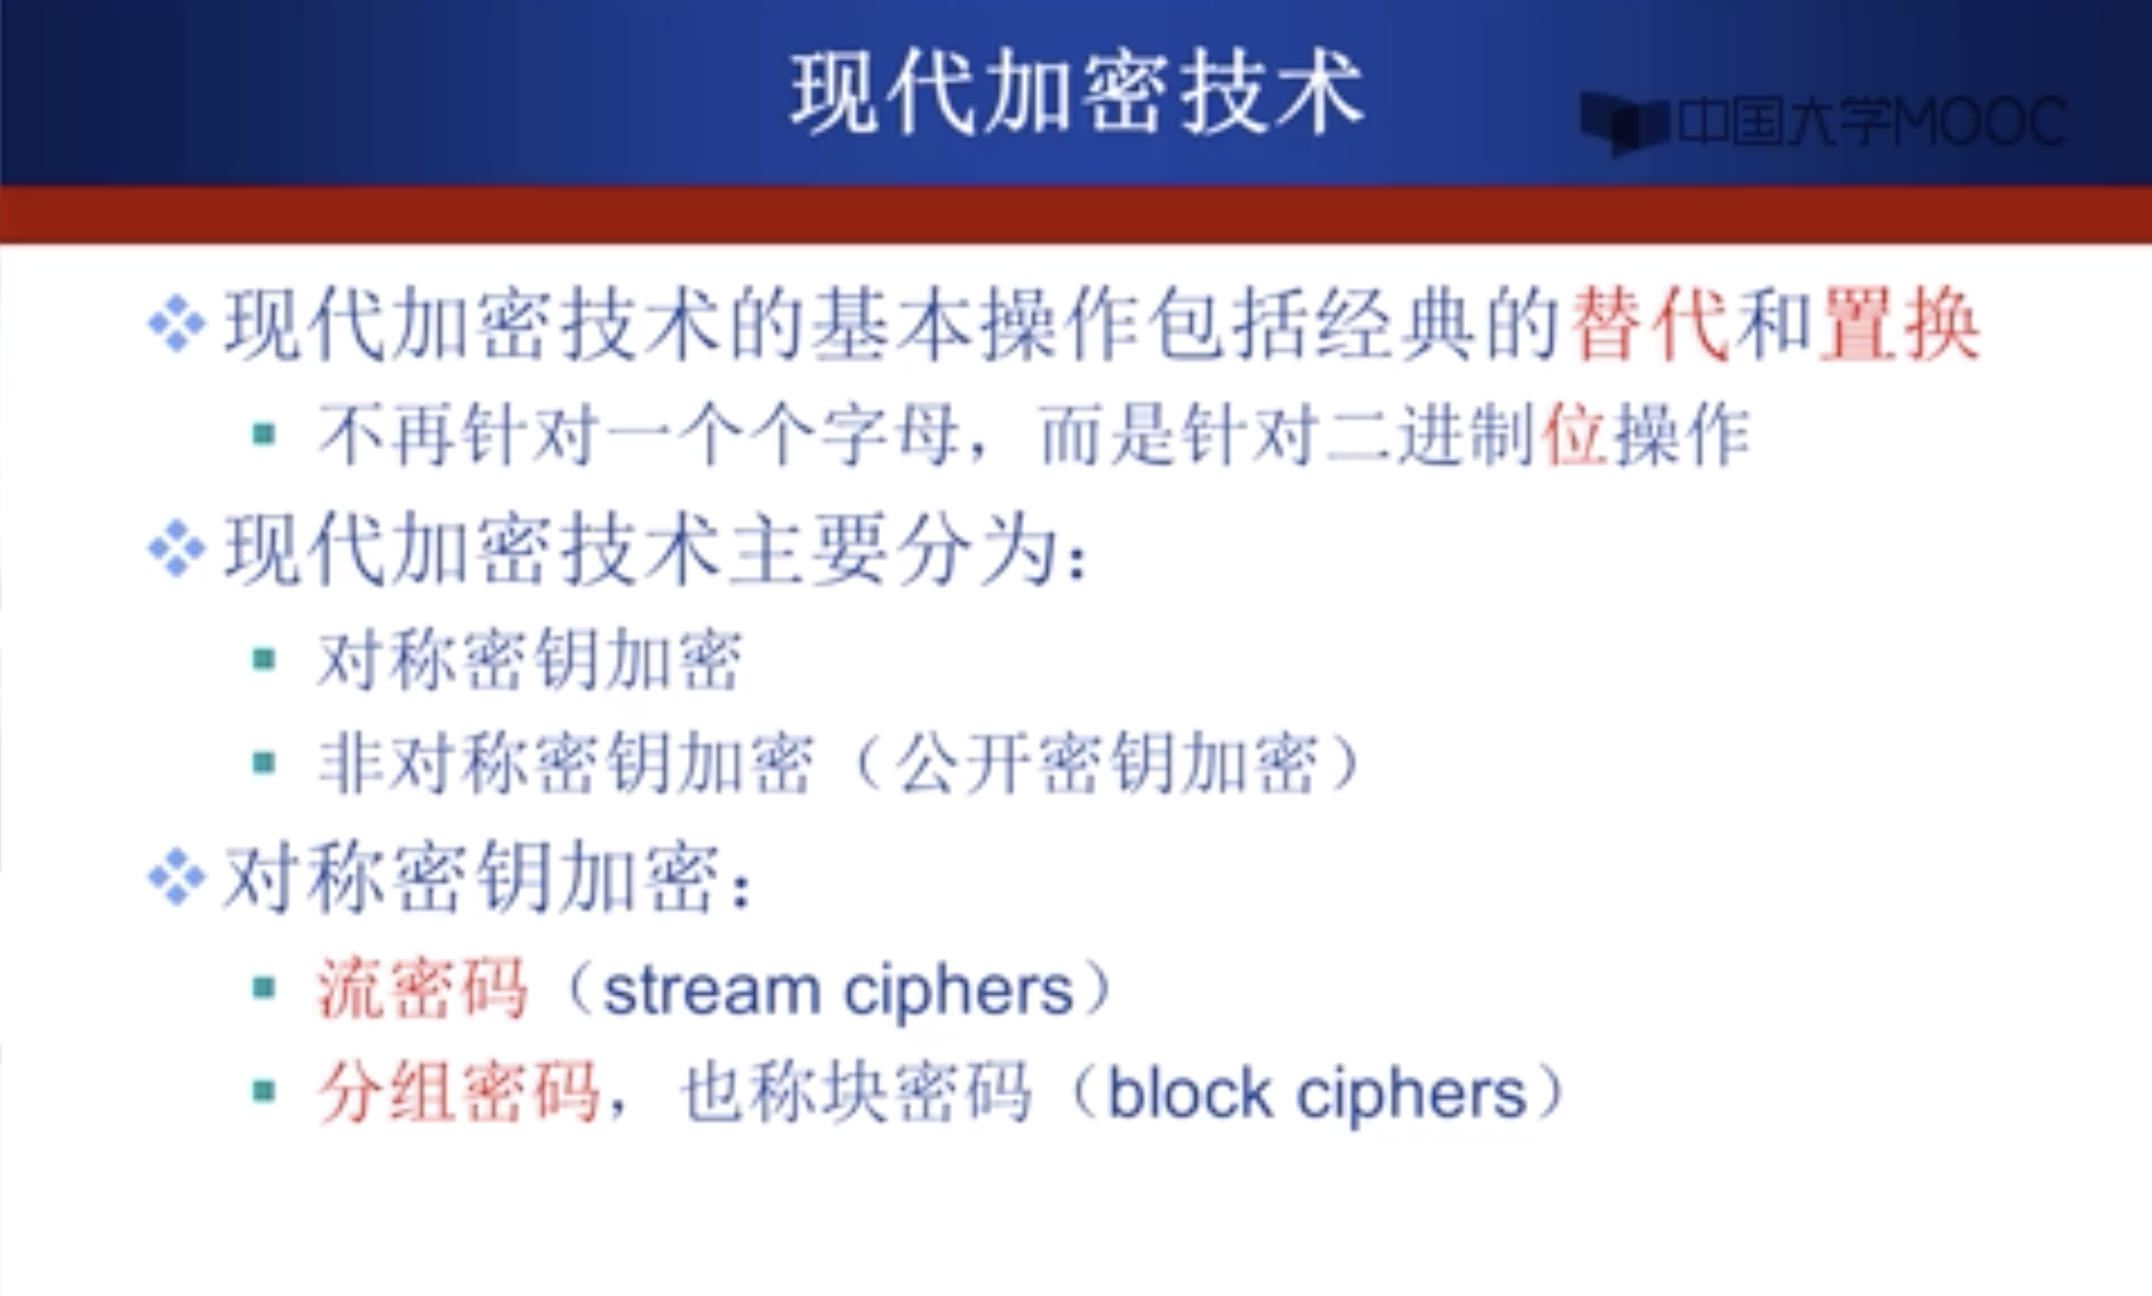 现代加密技术
中国大学MOOC
现代加密技术的基本操作包括经典的替代和置换
不再针对一个个字母，而是针对二进制位操作
现代加密技术主要分为：
对称密钥加密
非对称密钥加密（公开密钥加密）
对称密钥加密：
流密码（stream ciphers）
分组密码，也称块密码（block ciphers）